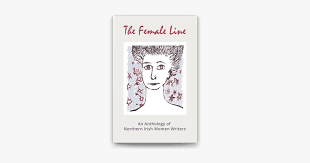 The Female Line
An Anthology of
Northern Irish Women Writers